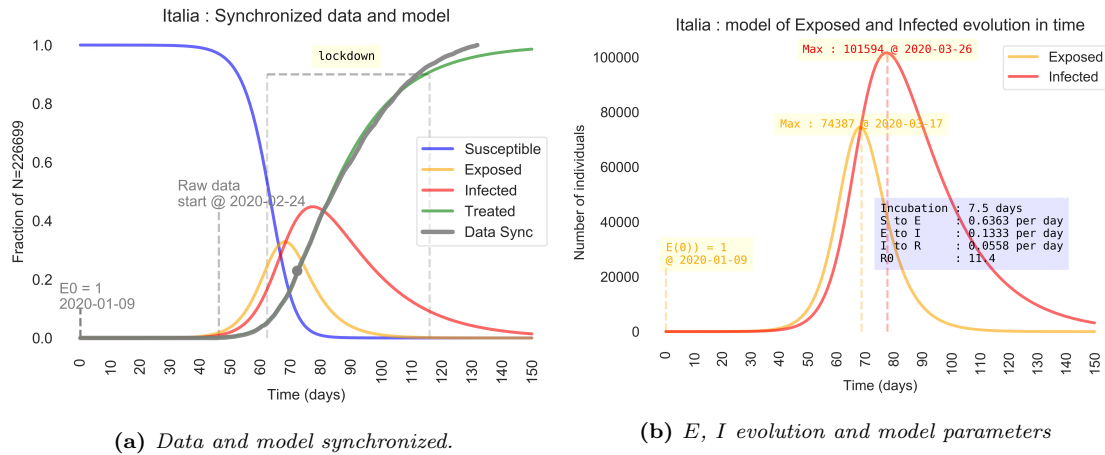 Italia : Synchronized data and model
1.0
0.8
0.6
0.4
0.2
0.0
Fraction of N=226699
lockdown
Raw data
start @ 2020-02-24
E0 = 1
2020-01-09
Susceptible
Exposed
Infected
Treated
Data Sync
0
10
20
30
40
50
60
70
80
90
100
110
120
130
140
150
Time (days)
(a) Data and model synchronized.
Italia : model of Exposed and Infected evolution in time
100000
80000
60000
40000
20000
0
Number of individuals
Max : 101594 @ 2020-03-26
Max : 74387 @ 2020-03-17
Exposed
Infected
Incubation : 7.5 days
S to E : 0.6363 per day
E to I : 0.1333 per day
I to R : 0.0558 per day
R0 : 11.4
E(0)) = 1
@ 2020-01-09
0
10
20
30
40
50
60
70
80
90
100
110
120
130
140
150
Time (days)
(b) E, I evolution and model parameters